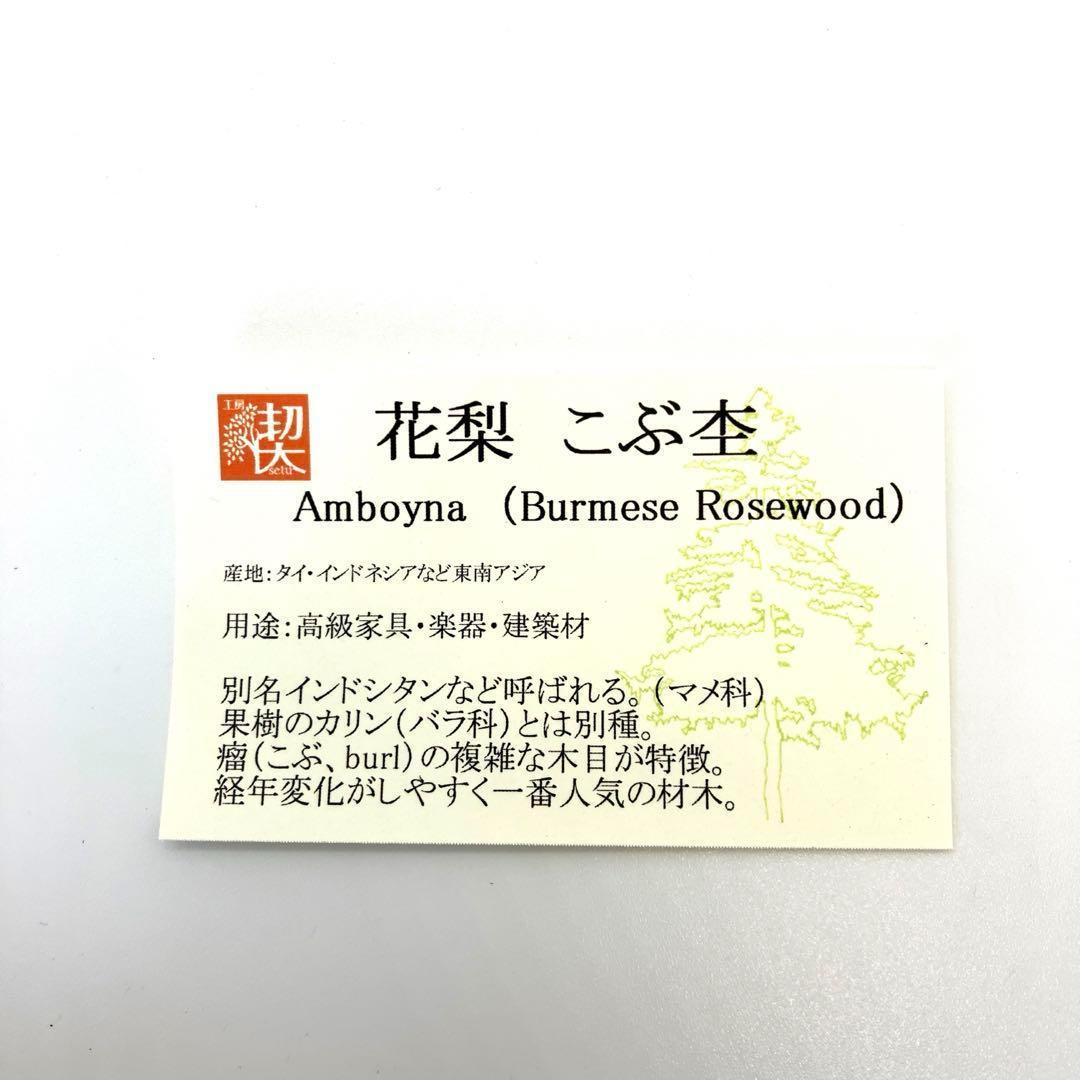 工房
契
setu
花梨 こぶ杢
Amboyna （Burmese Rosewood）
産地：タイ・インドネシアなど東南アジア
用途：高級家具・楽器・建築材
別名インドシタンなど呼ばれる。（マメ科）
果樹のカリン（バラ科）とは別種。
瘤（こぶ、burl）の複雑な木目が特徴。
経年変化がしやすく一番人気の材木。